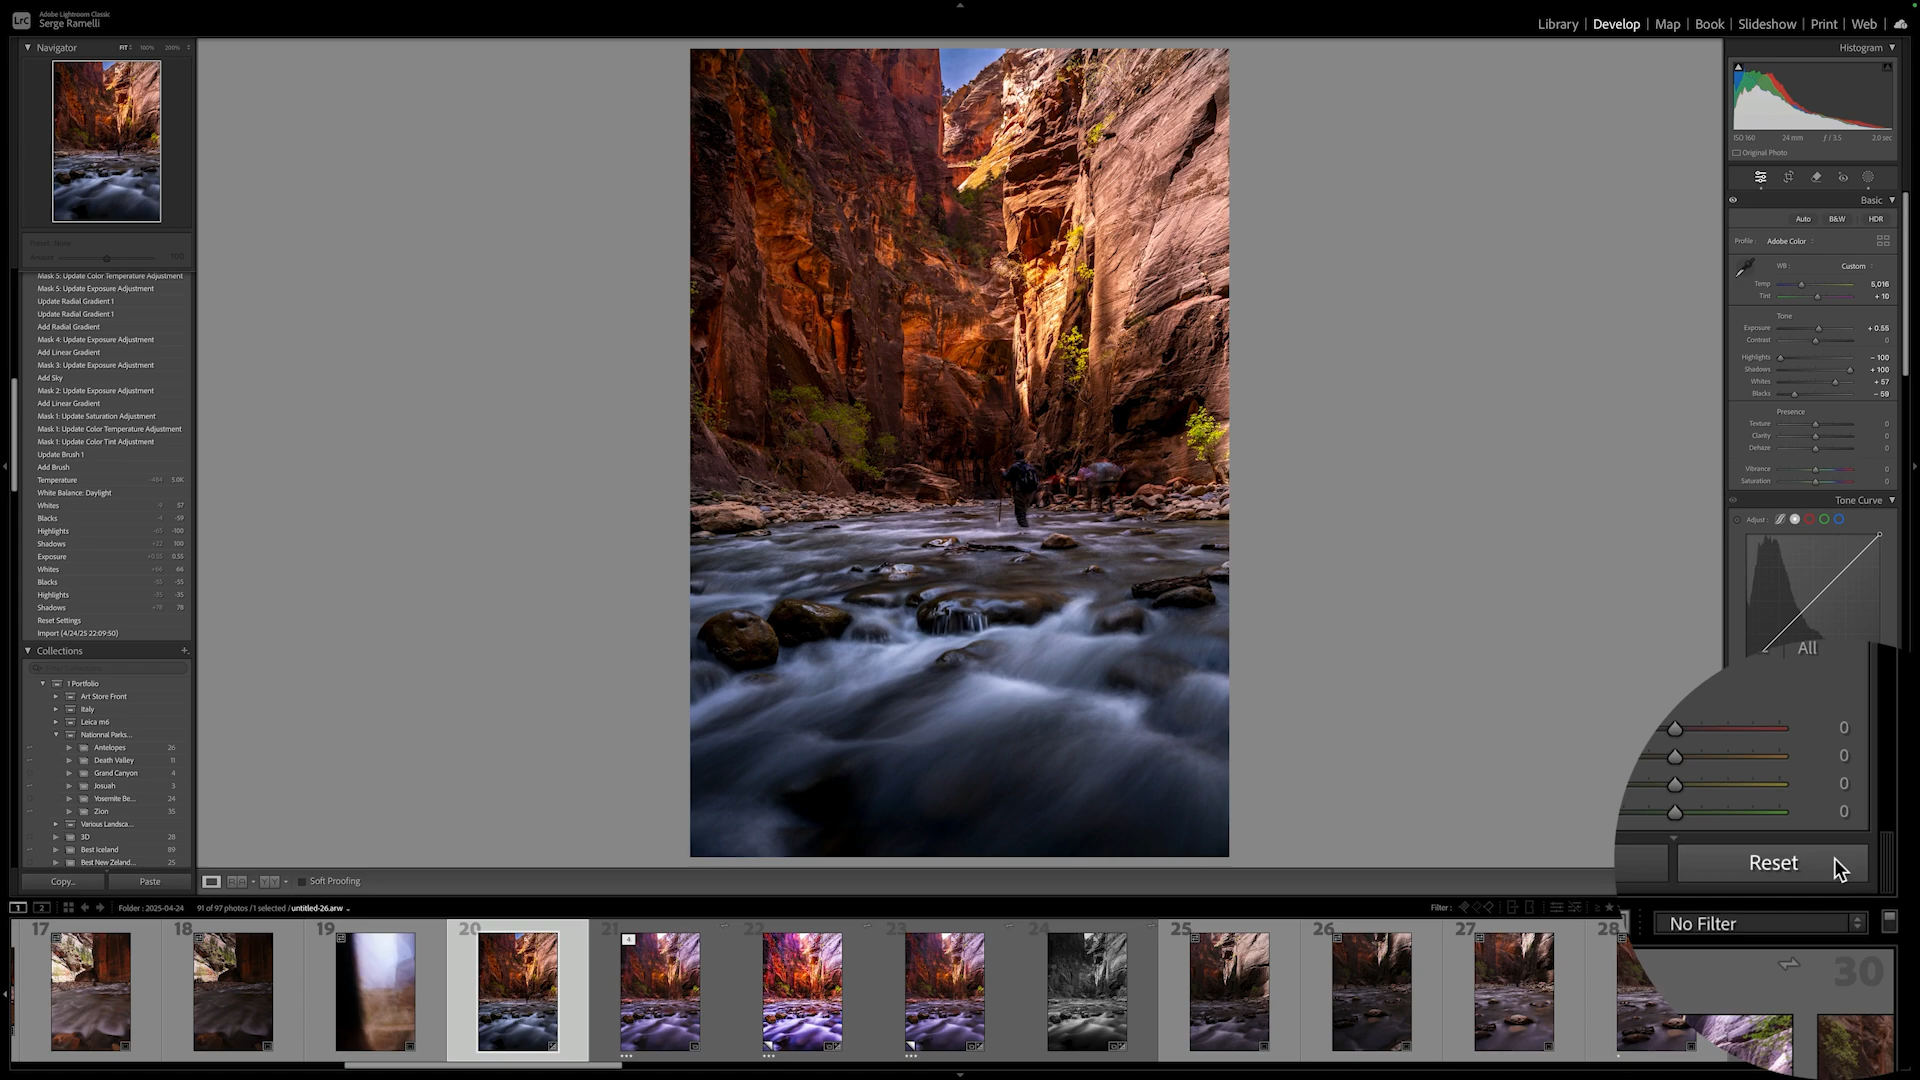 LrC
Adobe Lightroom Classic
Serge Ramelli
Library | Develop | Map | Book | Slideshow | Print | Web
Navigator FIT 100% 200%
Preset: None
Amount 100
Mask 5: Update Color Temperature Adjustment
Mask 5: Update Exposure Adjustment
Update Radial Gradient 1
Update Radial Gradient 1
Add Radial Gradient
Mask 4: Update Exposure Adjustment
Add Linear Gradient
Mask 3: Update Exposure Adjustment
Add Sky
Mask 2: Update Exposure Adjustment
Add Linear Gradient
Mask 1: Update Saturation Adjustment
Mask 1: Update Color Temperature Adjustment
Mask 1: Update Color Tint Adjustment
Update Brush 1
Add Brush
Temperature -484 5.0K
White Balance: Daylight
Whites -9 57
Blacks -4 -59
Highlights -65 -100
Shadows +22 100
Exposure +0.55 0.55
Whites +66 66
Blacks -55 -55
Highlights -35 -35
Shadows +78 78
Reset Settings
Import (4/24/25 22:09:50)
Collections +
1 Portfolio
Art Store Front
Italy
Leica m6
Nationnal Parks...
Antelopes 26
Death Valley 11
Grand Canyon 4
Josuah 3
Yosemite Be... 24
Zion 35
Various Landsca...
3D 28
Best Iceland 89
Best New Zeland... 25
Copy... Paste
Soft Proofing
Histogram
ISO 160 24 mm f / 3.5 2.0 sec
Original Photo
Basic
Auto B&W HDR
Profile: Adobe Color
WB: Custom
Temp 5,016
Tint + 10
Tone
Exposure + 0.55
Contrast 0
Highlights - 100
Shadows + 100
Whites + 57
Blacks - 59
Presence
Texture 0
Clarity 0
Dehaze 0
Vibrance 0
Saturation 0
Tone Curve
Adjust:
All
0
0
0
0
Reset
1 2 Folder : 2025-04-24 91 of 97 photos / 1 selected / untitled-26.arw
Filter :
No Filter
17 18 19 20 21 22 23 24 25 26 27 28 30
4